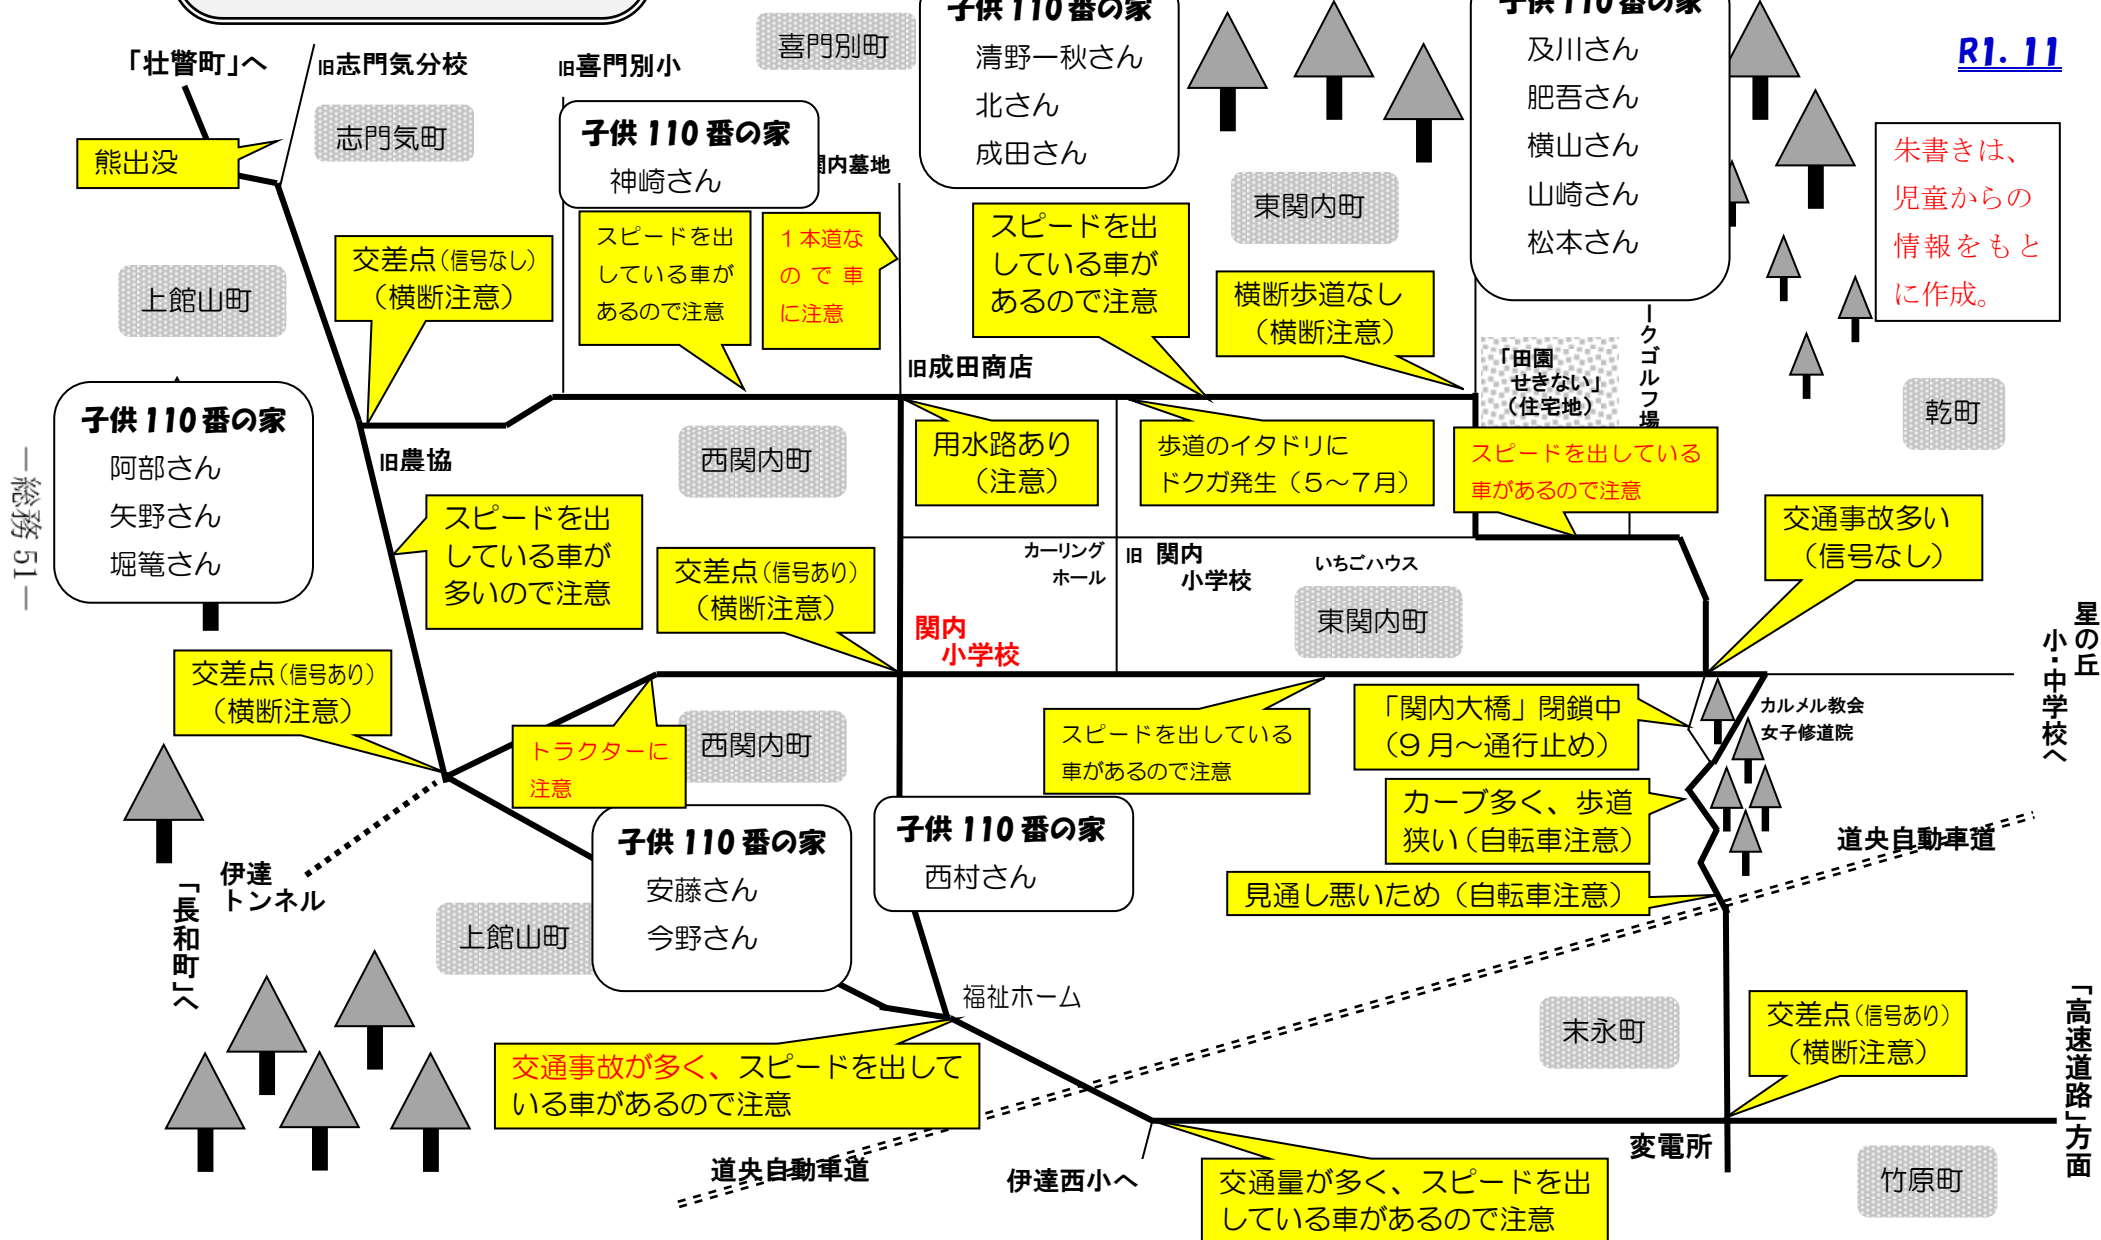 子供110番の家
清野一秋さん
北さん
成田さん
子供110番の家
及川さん
肥吾さん
横山さん
山崎さん
松本さん
喜門別町
R1. 11
「壮瞥町」へ
旧志門気分校
旧喜門別小
志門気町
熊出没
子供110番の家
神崎さん
関内墓地
東関内町
朱書きは、
児童からの
情報をもと
に作成。
上館山町
交差点(信号なし)
(横断注意)
スピードを出
している車が
あるので注意
1本道な
ので車
に注意
スピードを出
している車が
あるので注意
横断歩道なし
(横断注意)
旧成田商店
「田園
せきない」
(住宅地)
ークゴルフ場
乾町
子供110番の家
阿部さん
矢野さん
堀篭さん
旧農協
西関内町
用水路あり
(注意)
歩道のイタドリに
ドクガ発生(5~7月)
スピードを出している
車があるので注意
交通事故多い
(信号なし)
スピードを出
している車が
多いので注意
交差点(信号あり)
(横断注意)
カーリング
ホール
旧 関内
小学校
いちごハウス
東関内町
関内
小学校
星の丘
小・中学校へ
交差点(信号あり)
(横断注意)
トラクターに
注意
西関内町
スピードを出している
車があるので注意
「関内大橋」閉鎖中
(9月~通行止め)
カルメル教会
女子修道院
カーブ多く、歩道
狭い(自転車注意)
道央自動車道
見通し悪いため(自転車注意)
伊達
トンネル
「長和町」へ
上館山町
子供110番の家
安藤さん
今野さん
子供110番の家
西村さん
福祉ホーム
交通事故が多く、スピードを出して
いる車があるので注意
末永町
交差点(信号あり)
(横断注意)
「高速道路」方面
道央自動車道
伊達西小へ
交通量が多く、スピードを出
している車があるので注意
変電所
竹原町
—総務 51—